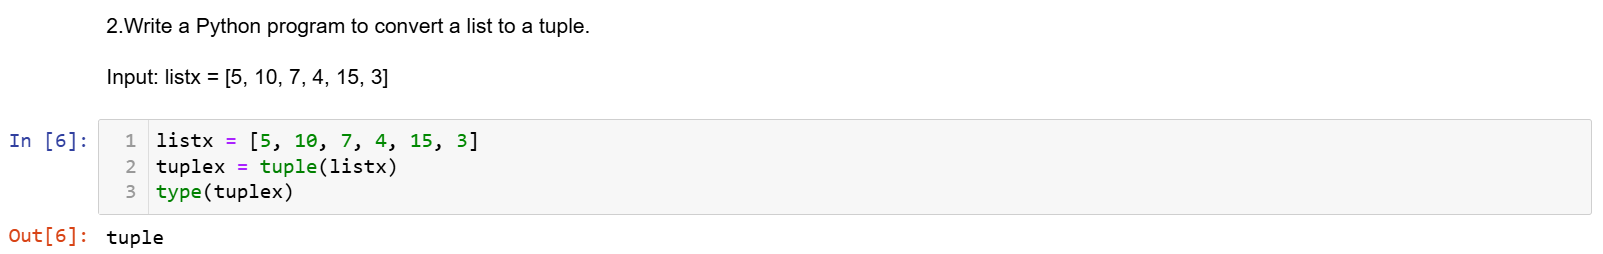 2.Write a Python program to convert a list to a tuple.
Input: listx = [5, 10, 7, 4, 15, 3]
In [6]: 1 listx = [5, 10, 7, 4, 15, 3]
2 tuplex = tuple(listx)
3 type(tuplex)
Out[6]: tuple